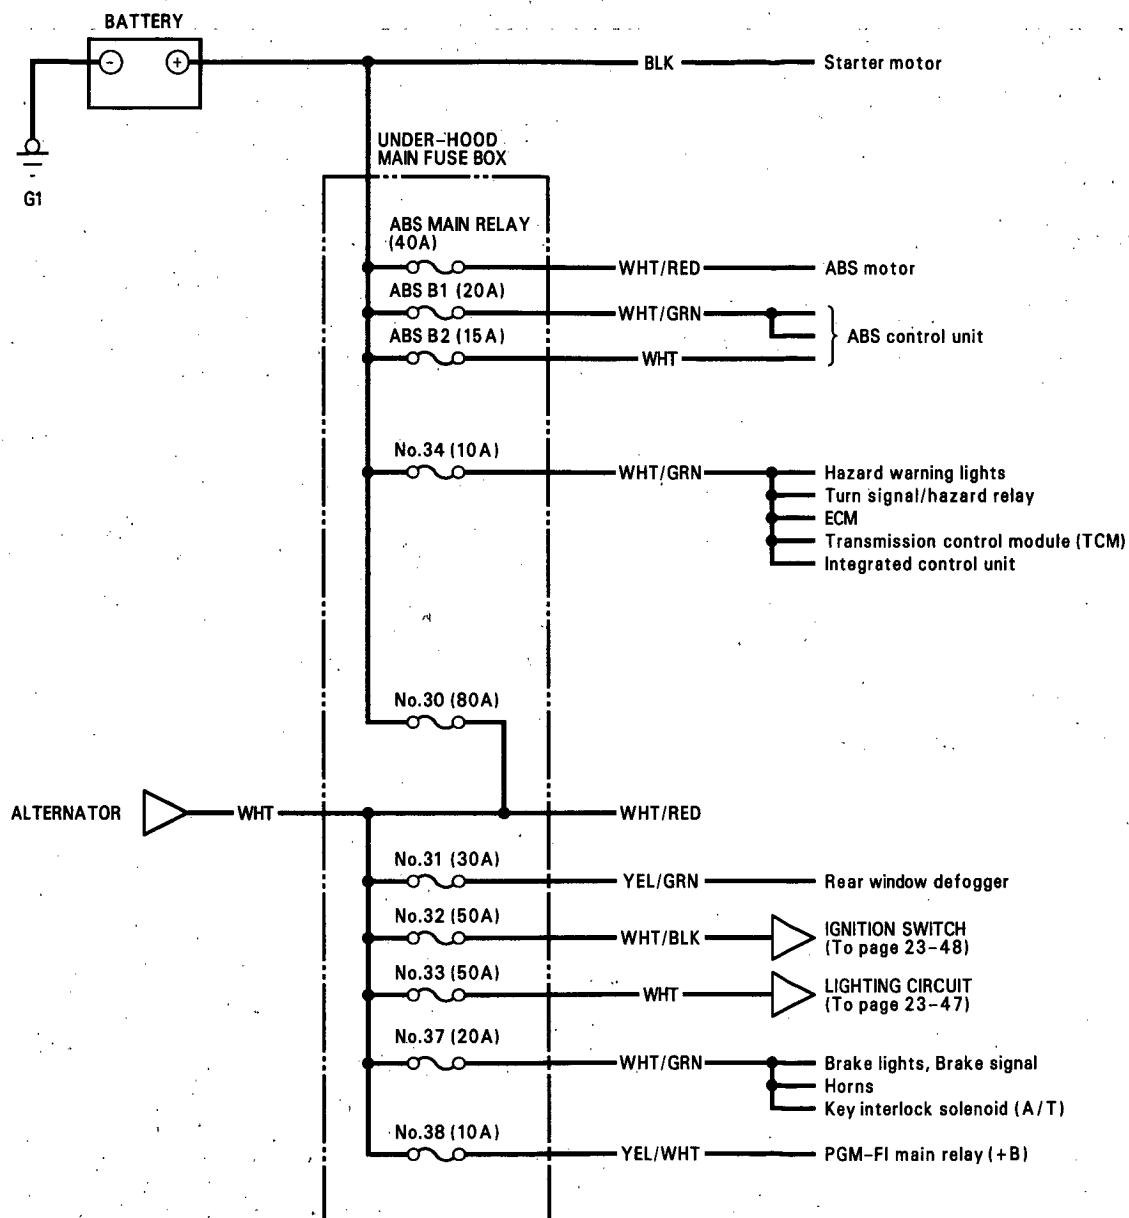 BATTERY
- +
BLK
Starter motor
G1
UNDER-HOOD
MAIN FUSE BOX
ABS MAIN RELAY
(40A)
WHT/RED
ABS motor
ABS B1 (20A)
WHT/GRN
ABS B2 (15A)
ABS control unit
WHT
No.34 (10A)
WHT/GRN
Hazard warning lights
Turn signal/hazard relay
ECM
Transmission control module (TCM)
Integrated control unit
No.30 (80A)
ALTERNATOR
WHT
WHT/RED
No.31 (30A)
YEL/GRN
Rear window defogger
No.32 (50A)
WHT/BLK
IGNITION SWITCH
(To page 23-48)
No.33 (50A)
WHT
LIGHTING CIRCUIT
(To page 23-47)
No.37 (20A)
WHT/GRN
Brake lights, Brake signal
Horns
Key interlock solenoid (A/T)
No.38 (10A)
YEL/WHT
PGM-FI main relay (+B)